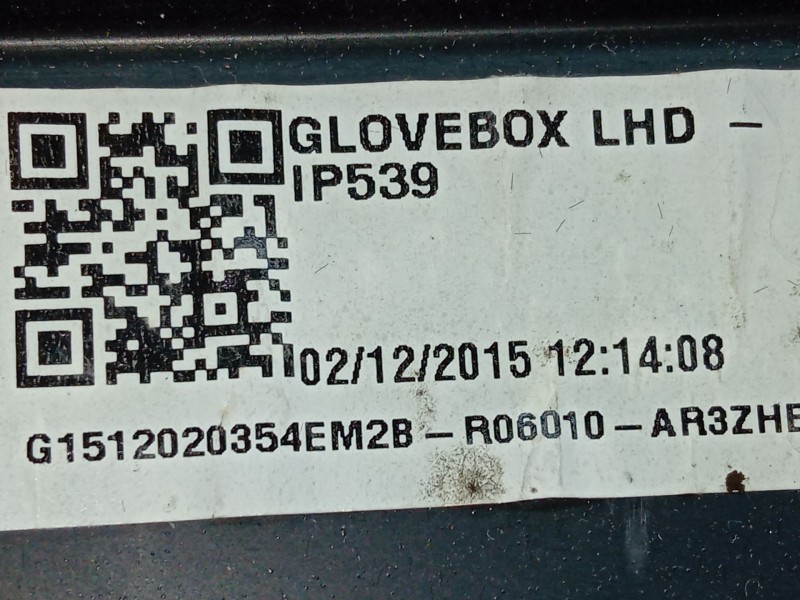 GLOVEBOX LHD –
IP539
02/12/2015 12:14:08
G1512020354EM2B – R06010 – AR3ZHE